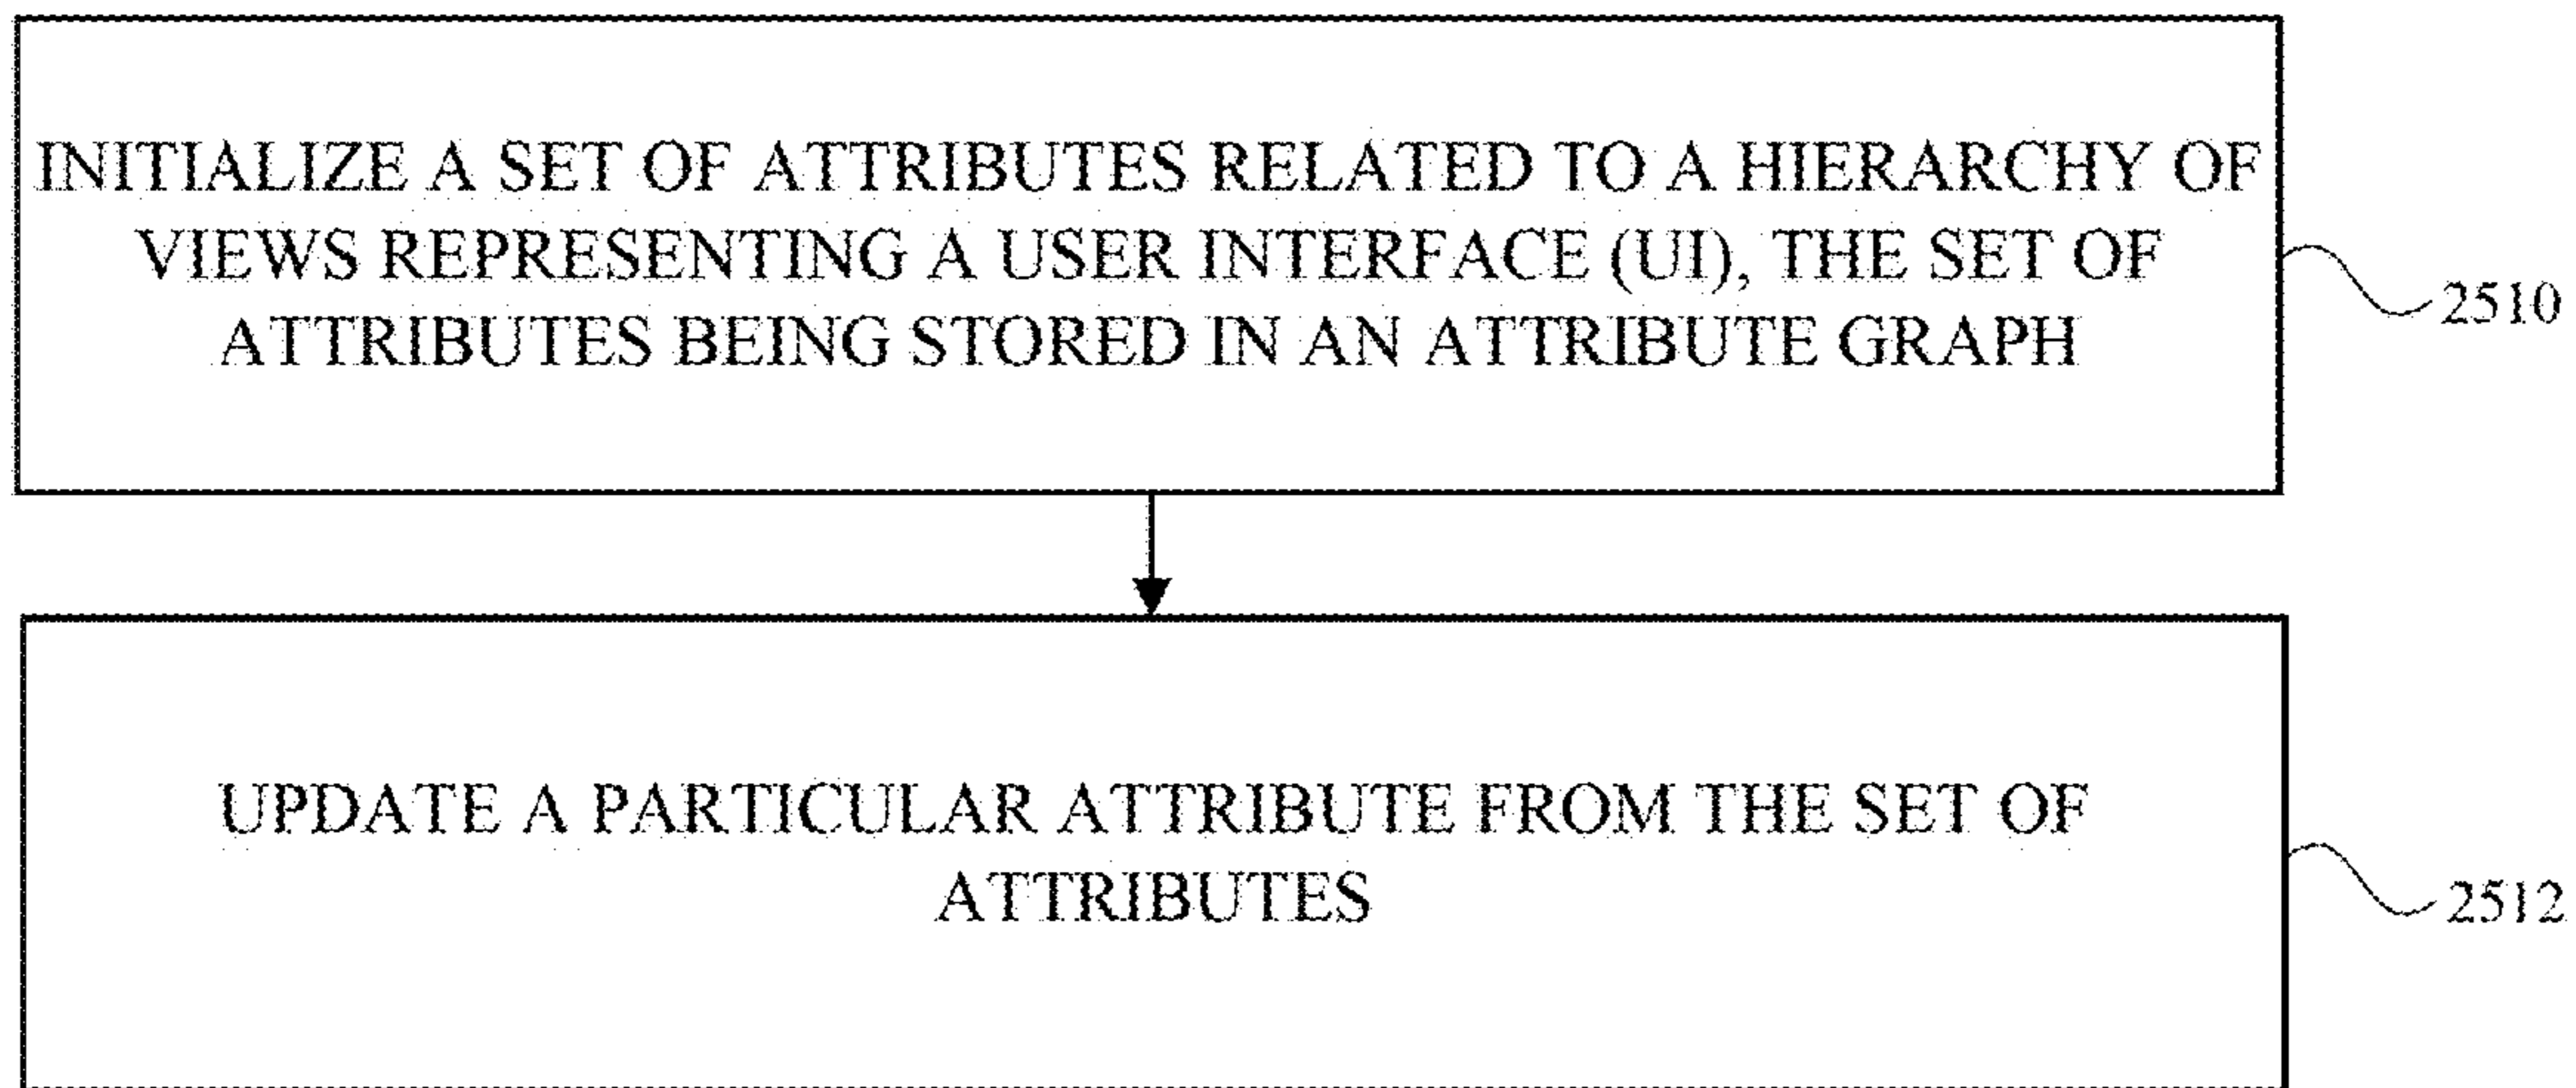 INITIALIZE A SET OF ATTRIBUTES RELATED TO A HIERARCHY OF
VIEWS REPRESENTING A USER INTERFACE (UI), THE SET OF
ATTRIBUTES BEING STORED IN AN ATTRIBUTE GRAPH
2510
UPDATE A PARTICULAR ATTRIBUTE FROM THE SET OF
ATTRIBUTES
2512